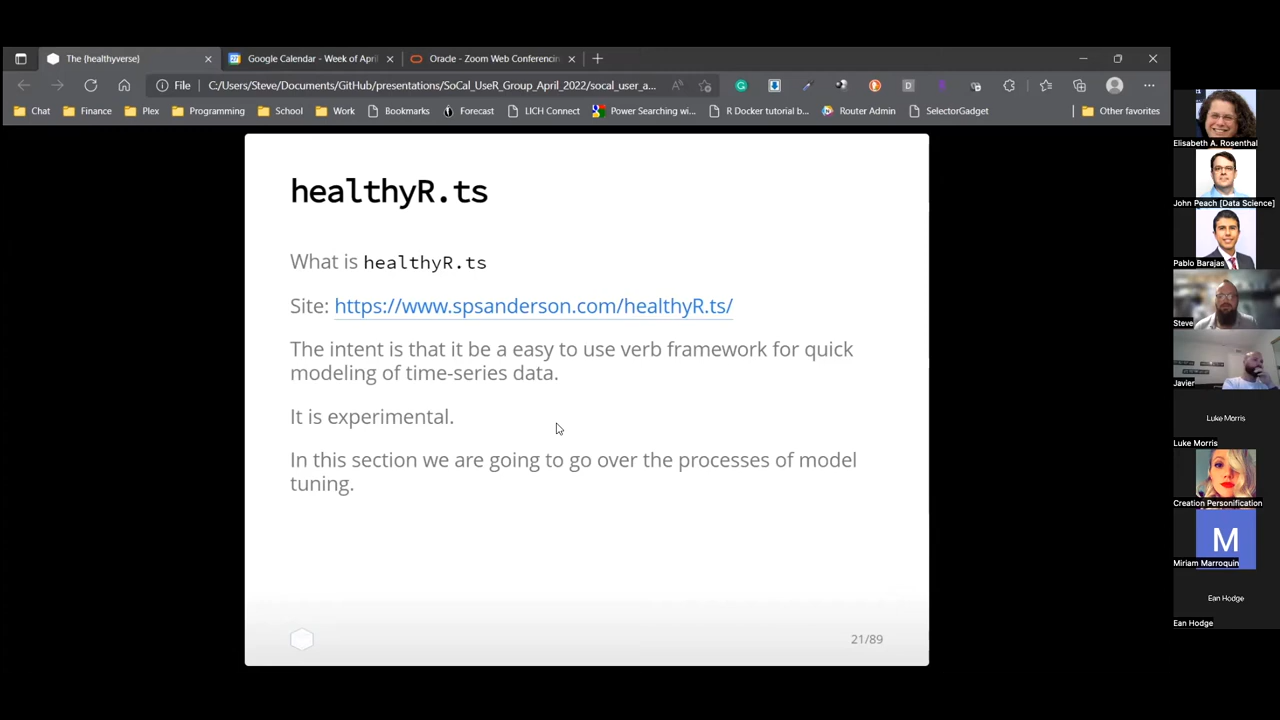 The {healthyverse}
Google Calendar - Week of April
Oracle - Zoom Web Conferencin
File
C:/Users/Steve/Documents/GitHub/presentations/SoCal_UseR_Group_April_2022/socal_user_a...
Chat
Finance
Plex
Programming
School
Work
Bookmarks
Forecast
LICH Connect
Power Searching wi...
R Docker tutorial b...
Router Admin
SelectorGadget
Other favorites
healthyR.ts
What is healthyR.ts
Site: https://www.spsanderson.com/healthyR.ts/
The intent is that it be a easy to use verb framework for quick
modeling of time-series data.
It is experimental.
In this section we are going to go over the processes of model
tuning.
21/89
Elisabeth A. Rosenthal
John Peach [Data Science]
Pablo Barajas
Steve
Javier
Luke Morris
Luke Morris
Creation Personification
M
Miriam Marroquin
Ean Hodge
Ean Hodge